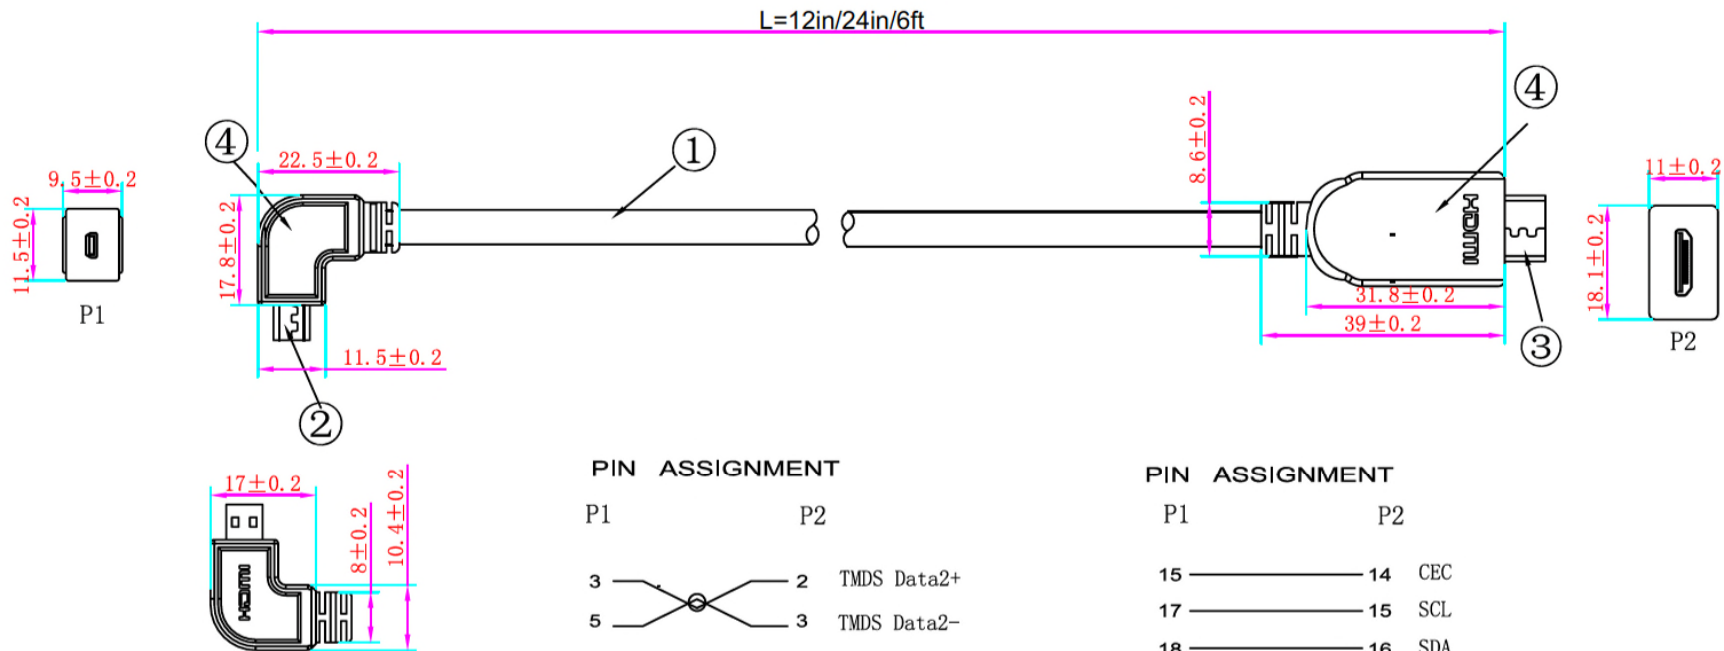 L=12in/24in/6ft
④
④
①
22.5±0.2
8.6±0.2
9.5±0.2
11±0.2
11.5±0.2
17.8±0.2
HDMI
18.1±0.2
P1
31.8±0.2
39±0.2
P2
③
11.5±0.2
②
17±0.2
8±0.2
10.4±0.2
HDMI
PIN ASSIGNMENT
P1 P2
3 2 TMDS Data2+
5 3 TMDS Data2-
PIN ASSIGNMENT
P1 P2
15 14 CEC
17 15 SCL
18 16 SDA